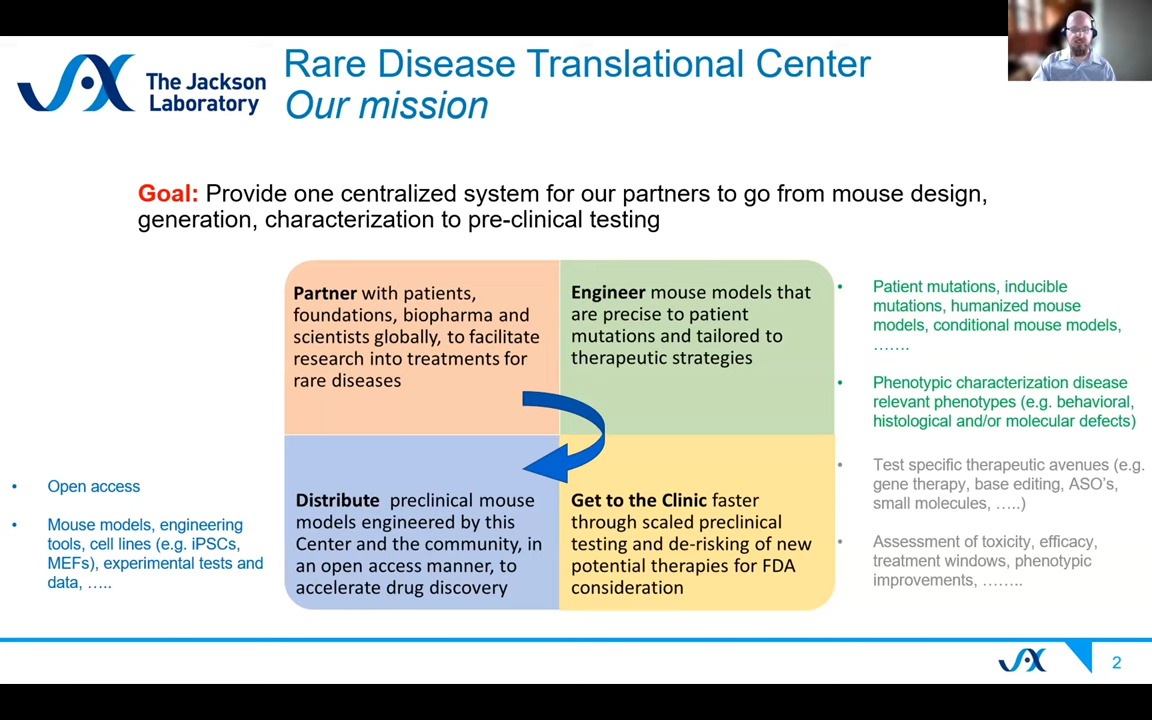 The Jackson
Laboratory
Rare Disease Translational Center
Our mission
Goal: Provide one centralized system for our partners to go from mouse design,
generation, characterization to pre-clinical testing
Partner with patients,
foundations, biopharma and
scientists globally, to facilitate
research into treatments for
rare diseases
Engineer mouse models that
are precise to patient
mutations and tailored to
therapeutic strategies
• Patient mutations, inducible
mutations, humanized mouse
models, conditional mouse models,
…….
• Phenotypic characterization disease
relevant phenotypes (e.g. behavioral,
histological and/or molecular defects)
• Open access
• Mouse models, engineering
tools, cell lines (e.g. iPSCs,
MEFs), experimental tests and
data, …..
Distribute preclinical mouse
models engineered by this
Center and the community, in
an open access manner, to
accelerate drug discovery
Get to the Clinic faster
through scaled preclinical
testing and de-risking of new
potential therapies for FDA
consideration
• Test specific therapeutic avenues (e.g.
gene therapy, base editing, ASO's,
small molecules, …..)
• Assessment of toxicity, efficacy,
treatment windows, phenotypic
improvements, ……..
2